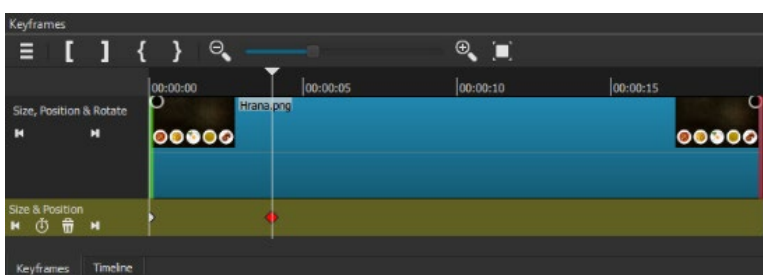 Keyframes
00:00:00 00:00:05 00:00:10 00:00:15
Size, Position & Rotate
Hrana.png
Size & Position
Keyframes Timeline